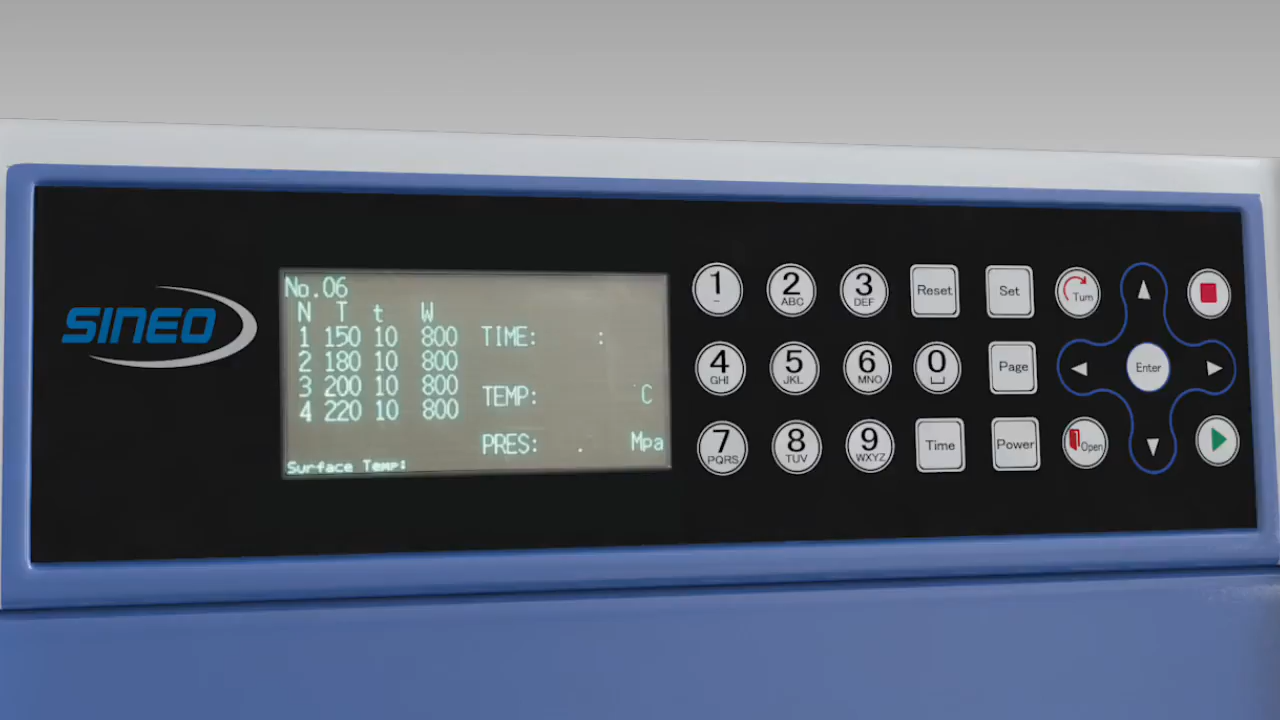 SINEO
No.06
N T t W
1 150 10 800
2 180 10 800
3 200 10 800
4 220 10 800
TIME: :
TEMP: C
PRES: . Mpa
Surface Temp:
1 2 3 Reset Set Turn
- ABC DEF
4 5 6 0 Page Enter
GHI JKL MNO
7 8 9 Time Power Open
PQRS TUV WXYZ